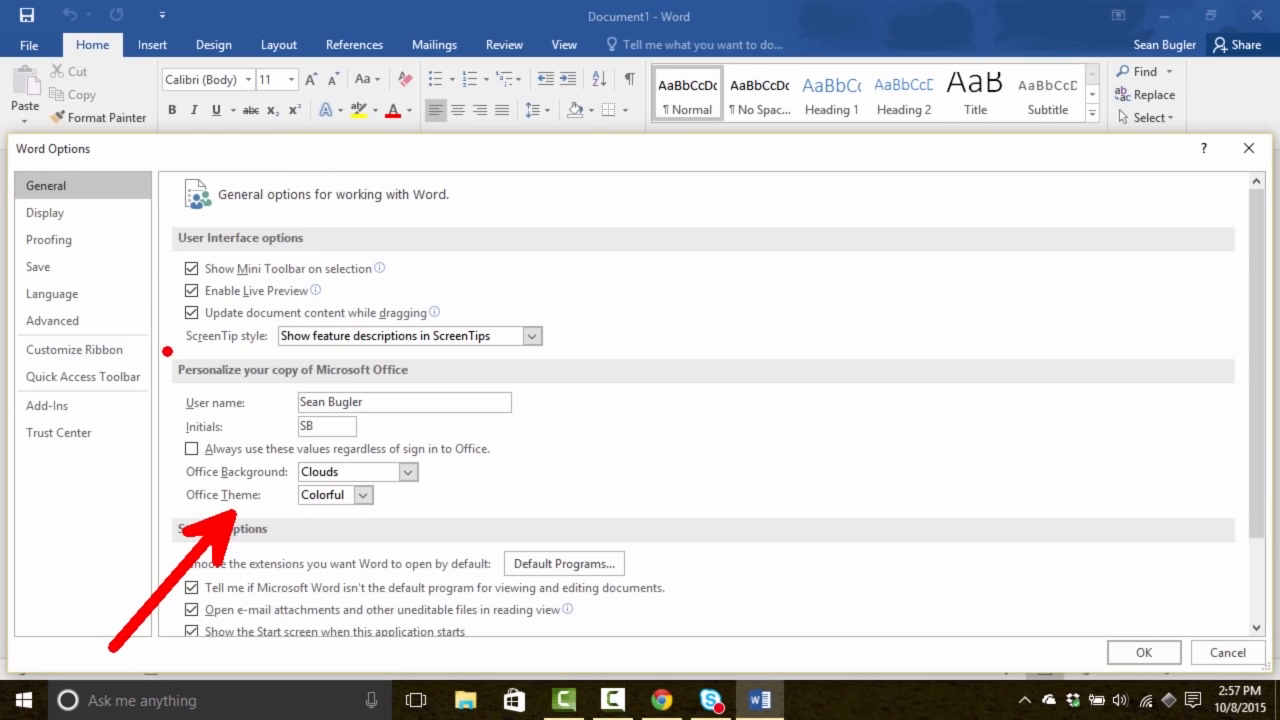 Document1 - Word
File Home Insert Design Layout References Mailings Review View Tell me what you want to do... Sean Bugler Share
Cut
Copy
Format Painter
Paste
Calibri (Body) 11 Aa
B I U abc X₂ X² A A
AaBbCcDc AaBbCcDc AaBbCc AaBbCcC AaB AaBbCcC
¶ Normal ¶ No Spac... Heading 1 Heading 2 Title Subtitle
Find
Replace
Select
Word Options
General
Display
Proofing
Save
Language
Advanced
Customize Ribbon
Quick Access Toolbar
Add-Ins
Trust Center
General options for working with Word.
User Interface options
Show Mini Toolbar on selection
Enable Live Preview
Update document content while dragging
ScreenTip style: Show feature descriptions in ScreenTips
Personalize your copy of Microsoft Office
User name: Sean Bugler
Initials: SB
Always use these values regardless of sign in to Office.
Office Background: Clouds
Office Theme: Colorful
the extensions you want Word to open by default: Default Programs...
Tell me if Microsoft Word isn't the default program for viewing and editing documents.
Open e-mail attachments and other uneditable files in reading view
Show the Start screen when this application starts
OK Cancel
Ask me anything
2:57 PM
10/8/2015